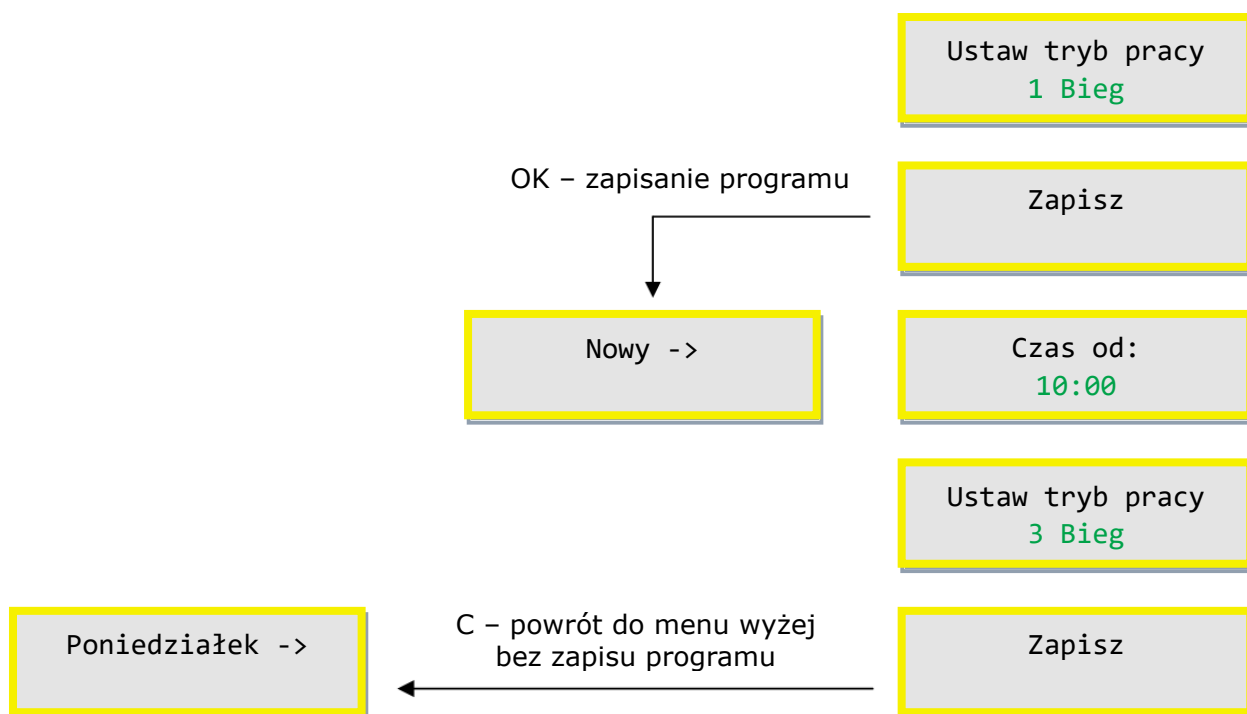 Ustaw tryb pracy
1 Bieg
OK – zapisanie programu
Zapisz
Nowy ->
Czas od:
10:00
Ustaw tryb pracy
3 Bieg
Poniedziałek ->
C – powrót do menu wyżej
bez zapisu programu
Zapisz